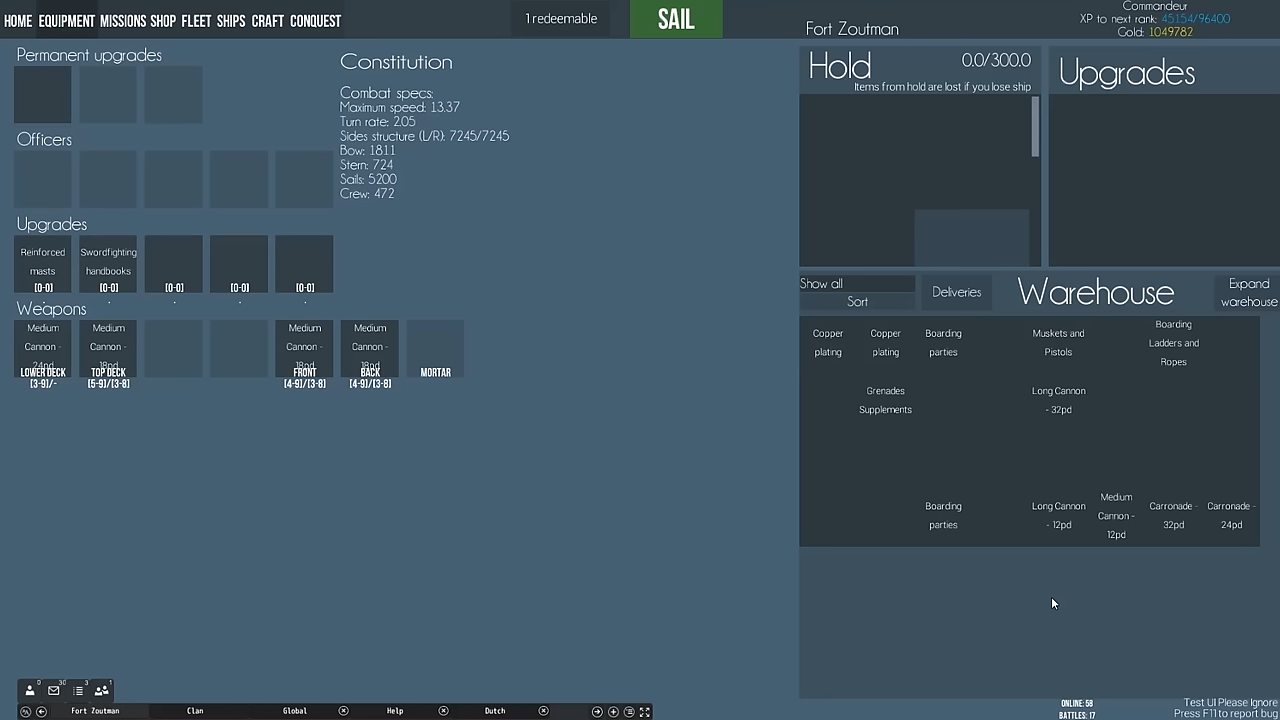 HOME EQUIPMENT MISSIONS SHOP FLEET SHIPS CRAFT CONQUEST
1 redeemable
SAIL
Fort Zoutman
Commandeur
XP to next rank: 45154/96400
Gold: 1049782
Permanent upgrades
Officers
Upgrades
Reinforced masts
[0-0]
Swordfighting handbooks
[0-0]
[0-0]
[0-0]
[0-0]
Weapons
Medium Cannon -
LOWER DECK
[3-9]/-
Medium Cannon -
TOP DECK
[5-9]/[3-8]
Medium Cannon -
FRONT
[4-9]/[3-8]
Medium Cannon -
BACK
[4-9]/[3-8]
MORTAR
Constitution
Combat specs:
Maximum speed: 13.37
Turn rate: 2.05
Sides structure (L/R): 7245/7245
Bow: 1811
Stern: 724
Sails: 5200
Crew: 472
Hold
0.0/300.0
Items from hold are lost if you lose ship
Upgrades
Show all
Sort
Deliveries
Warehouse
Expand warehouse
Copper plating
Copper plating
Boarding parties
Muskets and Pistols
Boarding Ladders and Ropes
Grenades Supplements
Long Cannon - 32pd
Boarding parties
Long Cannon - 12pd
Medium Cannon - 12pd
Carronade - 32pd
Carronade - 24pd
0
30
3
1
Fort Zoutman
Clan
Global
Help
Dutch
ONLINE: 58
BATTLES: 17
Test UI Please Ignore
Press F11 to report bug